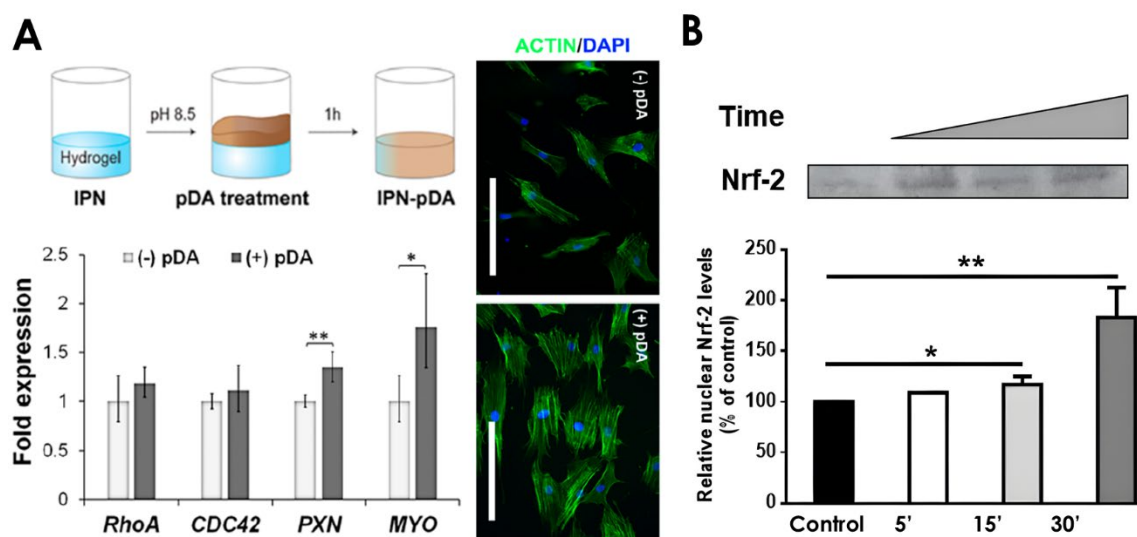 A
pH 8.5
1h
Hydrogel
IPN
pDA treatment
IPN-pDA
Fold expression
2.5
2
1.5
1
0.5
0
(-) pDA
(+) pDA
**
*
RhoA
CDC42
PXN
MYO
ACTIN/DAPI
(-) pDA
(+) pDA
B
Time
Nrf-2
Relative nuclear Nrf-2 levels
(% of control)
250
200
150
100
50
0
*
**
Control
5'
15'
30'